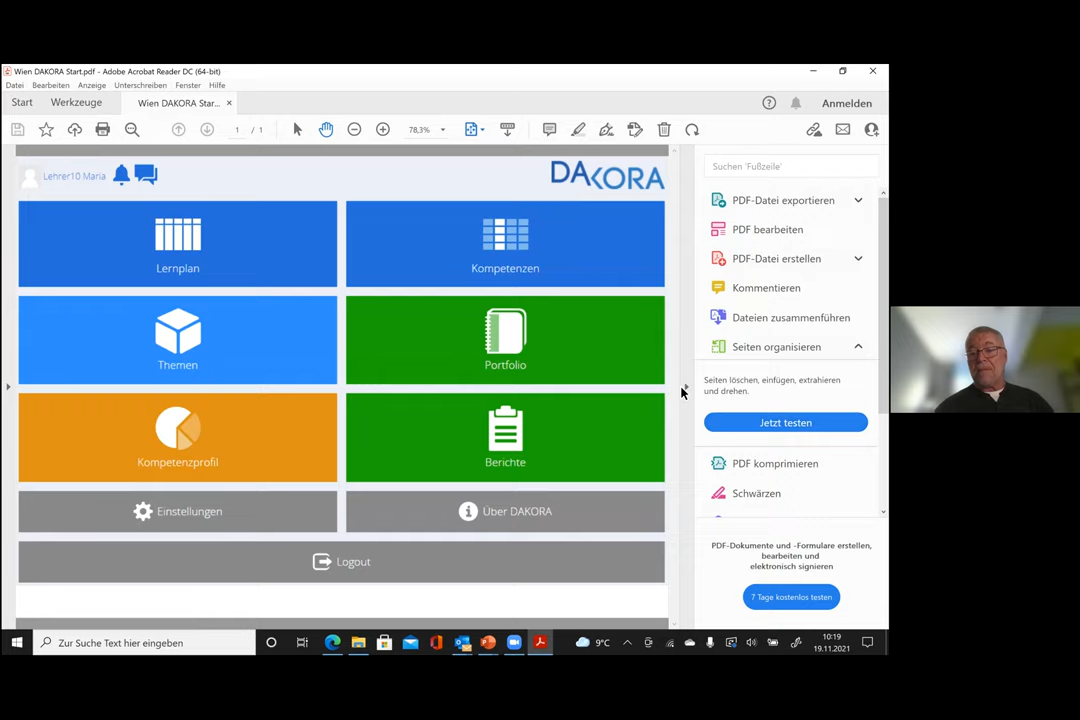 Wien DAKORA Start.pdf - Adobe Acrobat Reader DC (64-bit)
Datei Bearbeiten Anzeige Unterschreiben Fenster Hilfe
Start Werkzeuge Wien DAKORA Star... × Anmelden
1 / 1 78,3%
Lehrer10 Maria DAKORA
Suchen 'Fußzeile'
Lernplan
Kompetenzen
Themen
Portfolio
Kompetenzprofil
Berichte
Einstellungen
Über DAKORA
Logout
PDF-Datei exportieren
PDF bearbeiten
PDF-Datei erstellen
Kommentieren
Dateien zusammenführen
Seiten organisieren
Seiten löschen, einfügen, extrahieren
und drehen.
Jetzt testen
PDF komprimieren
Schwärzen
PDF-Dokumente und -Formulare erstellen,
bearbeiten und
elektronisch signieren
7 Tage kostenlos testen
Zur Suche Text hier eingeben
9°C
10:19
19.11.2021